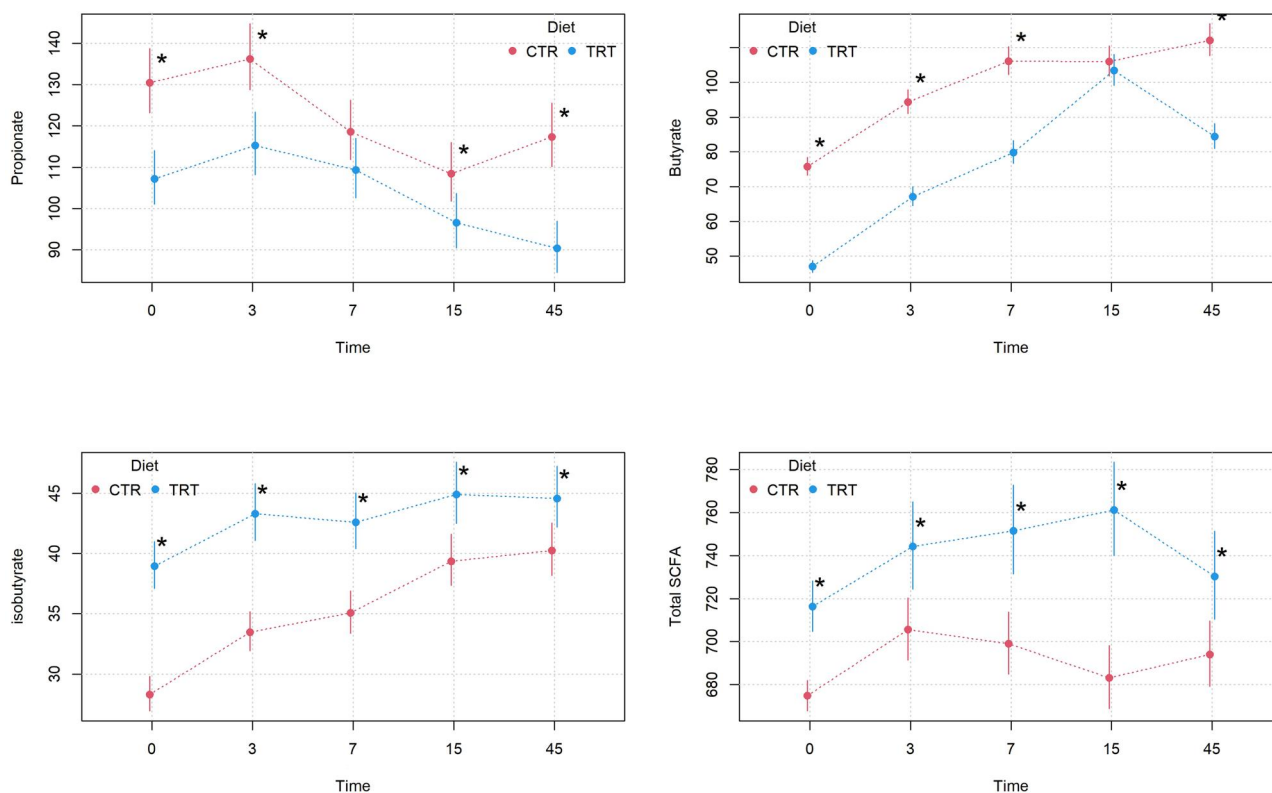 Diet
CTR TRT
*
*
*
*
Propionate
140
130
120
110
100
90
0 3 7 15 45
Time
Diet
CTR TRT
*
*
*
*
Butyrate
100
90
80
70
60
50
0 3 7 15 45
Time
Diet
CTR TRT
*
*
*
*
*
isobutyrate
45
40
35
30
0 3 7 15 45
Time
Diet
CTR TRT
*
*
*
*
*
Total SCFA
780
760
740
720
700
680
0 3 7 15 45
Time